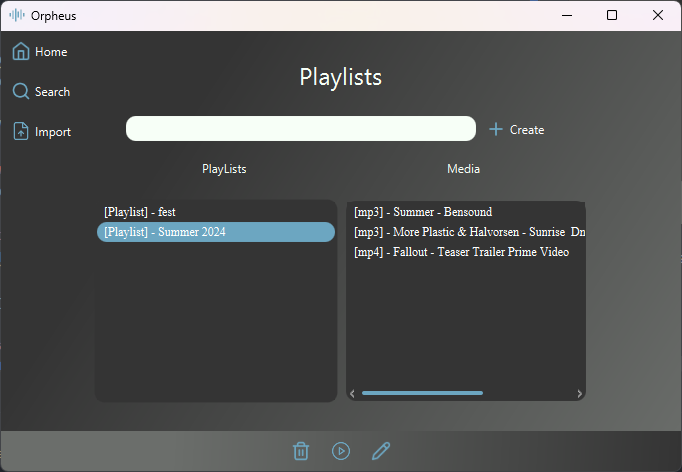 Orpheus
Home
Playlists
Search
Import
Create
PlayLists
Media
[Playlist] - fest
[Playlist] - Summer 2024
[mp3] - Summer - Bensound
[mp3] - More Plastic & Halvorsen - Sunrise  Dn
[mp4] - Fallout - Teaser Trailer Prime Video